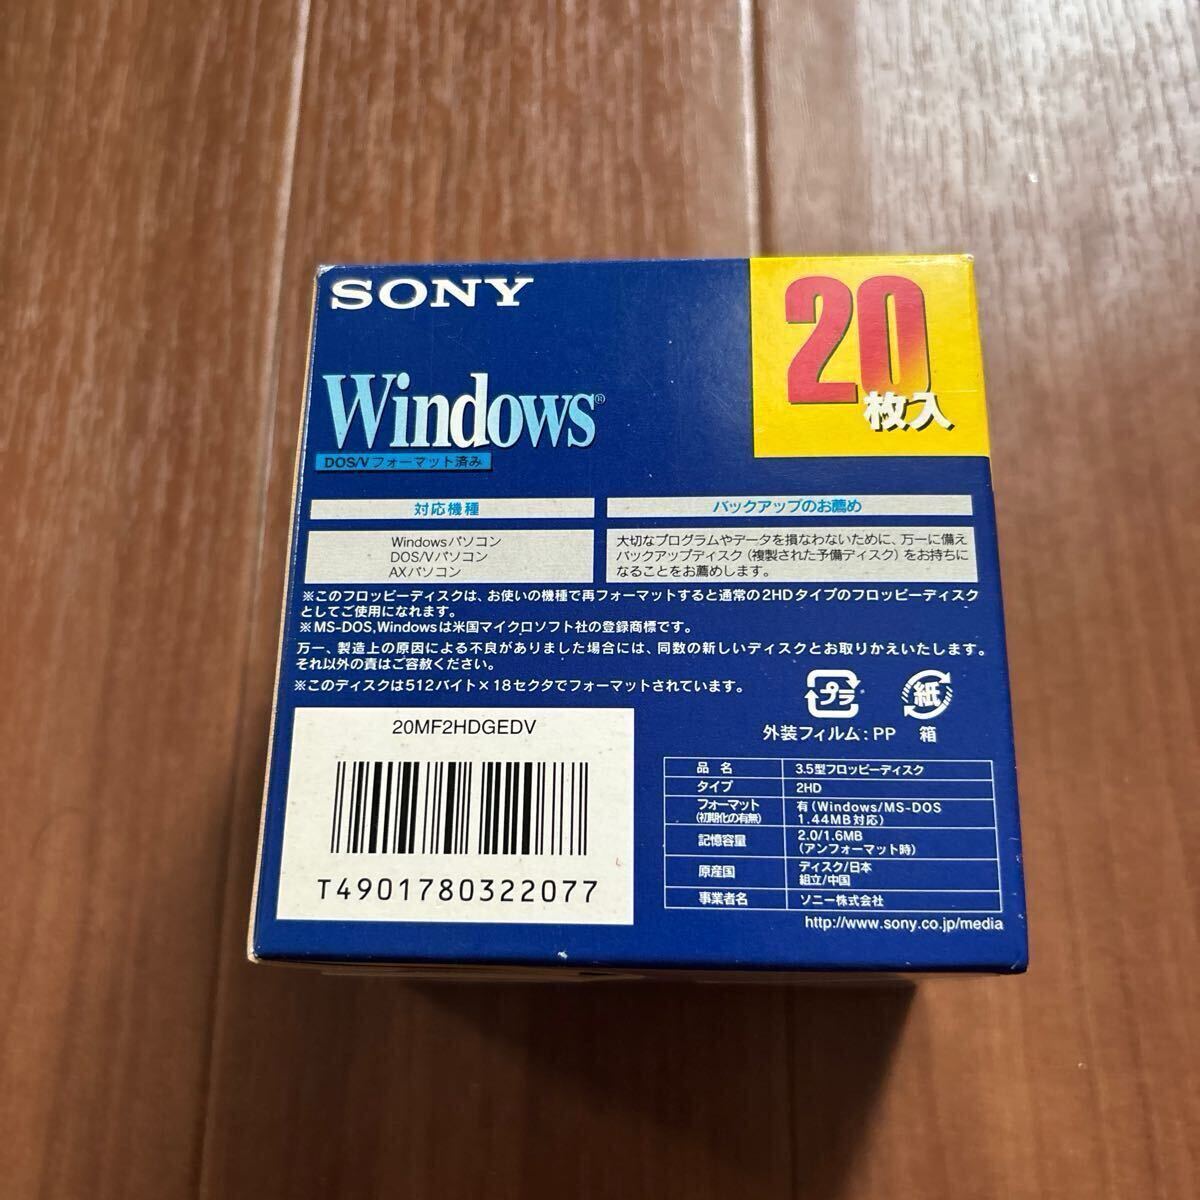 SONY
20
枚入
Windows®
DOS/Vフォーマット済み
対応機種
Windowsパソコン
DOS/Vパソコン
AXパソコン
バックアップのお薦め
大切なプログラムやデータを損なわないために、万一に備え
バックアップディスク(複製された予備ディスク)をお持ちに
なることをお薦めします。
※このフロッピーディスクは、お使いの機種で再フォーマットすると通常の2HDタイプのフロッピーディスク
としてご使用になれます。
※MS-DOS,Windowsは米国マイクロソフト社の登録商標です。
万一、製造上の原因による不良がありました場合には、同数の新しいディスクとお取りかえいたします。
それ以外の責はご容赦ください。
※このディスクは512バイト×18セクタでフォーマットされています。
プラ
紙
外装フィルム:PP 箱
20MF2HDGEDV
T4901780322077
品名 3.5型フロッピーディスク
タイプ 2HD
フォーマット(初期化の有無) 有(Windows/MS-DOS
1.44MB対応)
記憶容量 2.0/1.6MB
(アンフォーマット時)
原産国 ディスク/日本
組立/中国
事業者名 ソニー株式会社
http://www.sony.co.jp/media